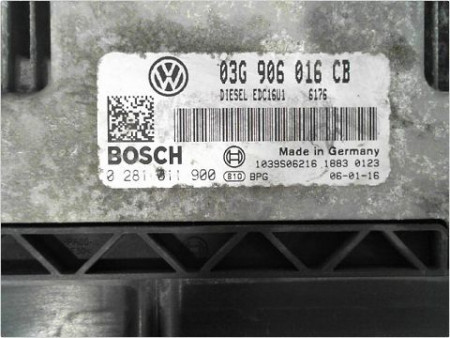 03G 906 016 CB
DIESEL EDC16U1 6176
BOSCH
Made in Germany
1039S06216 1883 0123
0 281 011 900 810 BPG 06-01-16